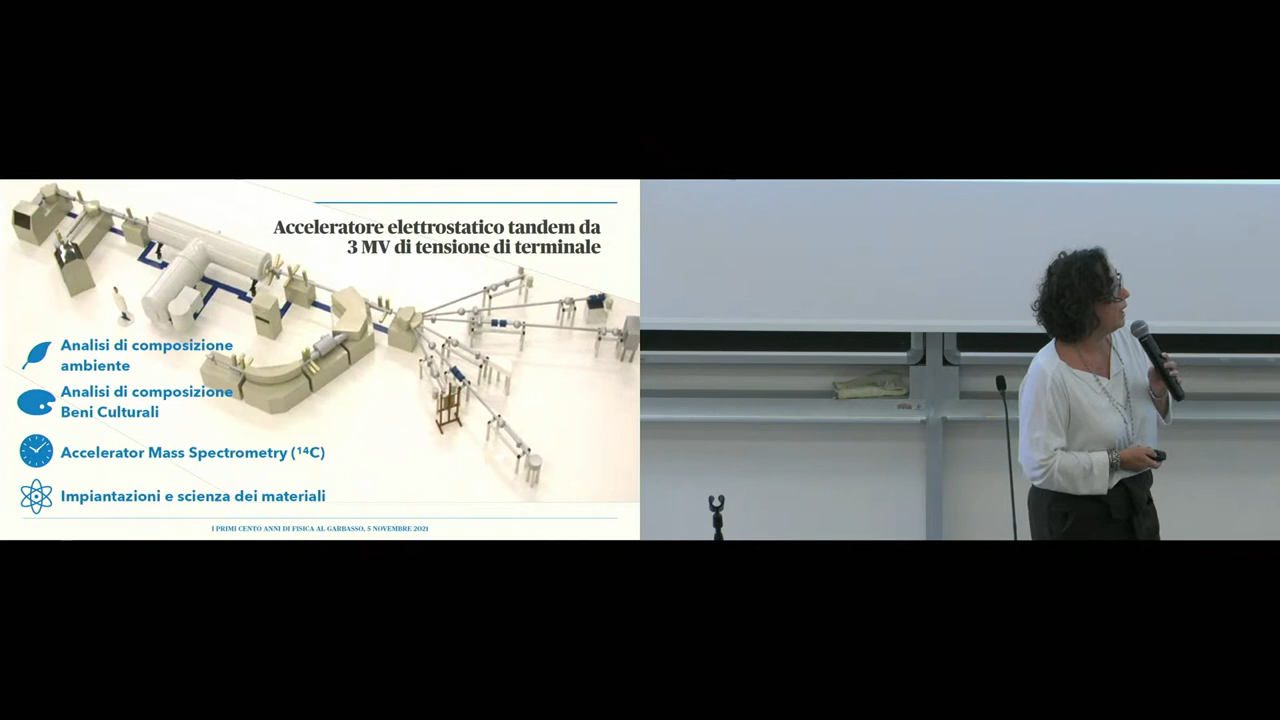 Acceleratore elettrostatico tandem da
3 MV di tensione di terminale
Analisi di composizione
ambiente
Analisi di composizione
Beni Culturali
Accelerator Mass Spectrometry (¹⁴C)
Impiantazioni e scienza dei materiali
I PRIMI CENTO ANNI DI FISICA AL GARBASSO, 5 NOVEMBRE 2021